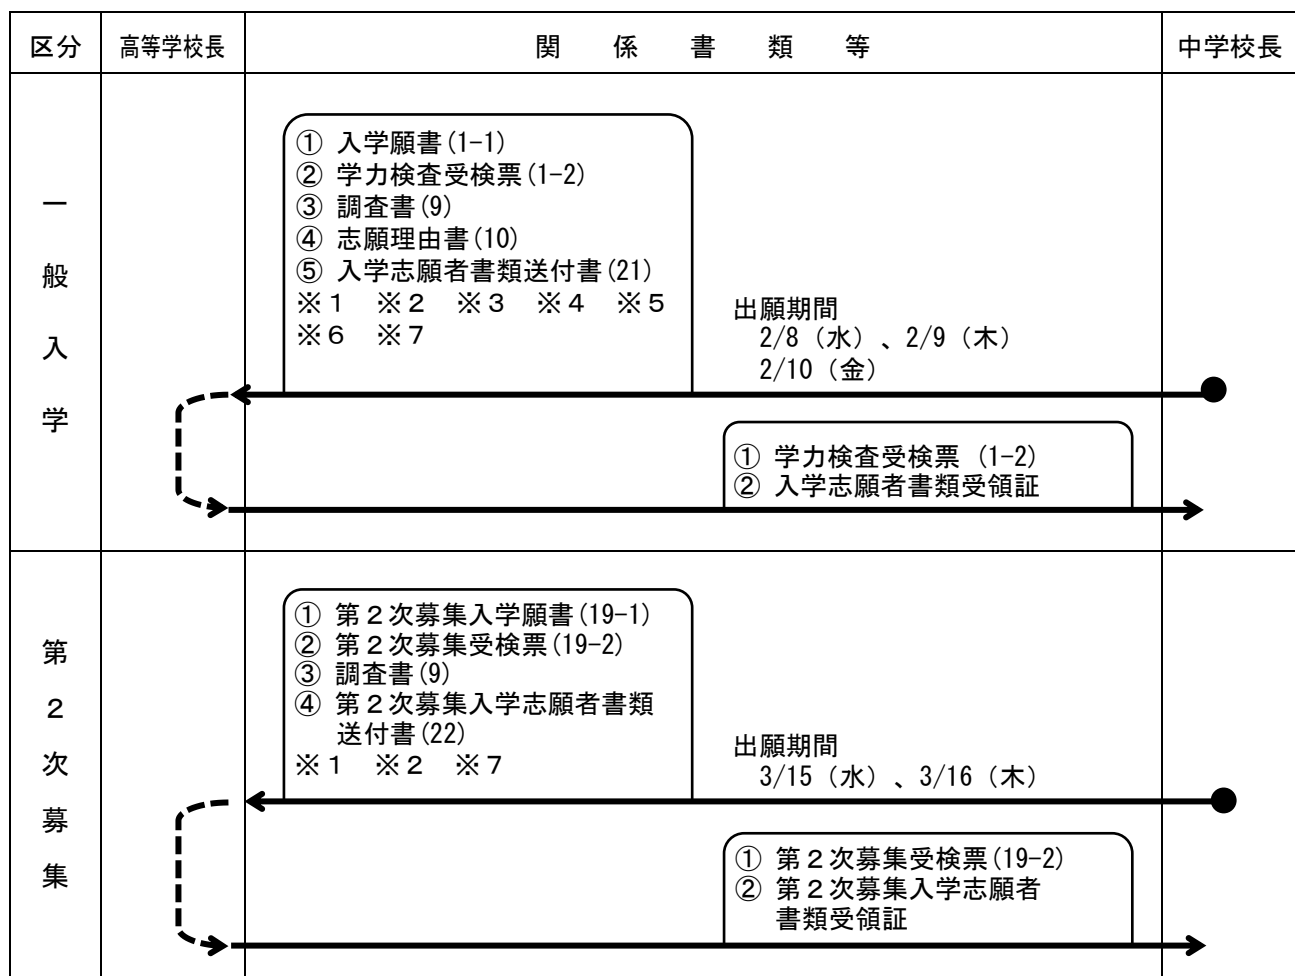 区分 高等学校長 関係書類等 中学校長
一般入学
① 入学願書(1-1)
② 学力検査受検票(1-2)
③ 調査書(9)
④ 志願理由書(10)
⑤ 入学志願者書類送付書(21)
※１ ※２ ※３ ※４ ※５
※６ ※７
出願期間
2/8（水）、2/9（木）
2/10（金）
① 学力検査受検票 (1-2)
② 入学志願者書類受領証
第２次募集
① 第２次募集入学願書(19-1)
② 第２次募集受検票(19-2)
③ 調査書(9)
④ 第２次募集入学志願者書類
送付書(22)
※１ ※２ ※７
出願期間
3/15（水）、3/16（木）
① 第２次募集受検票(19-2)
② 第２次募集入学志願者
書類受領証